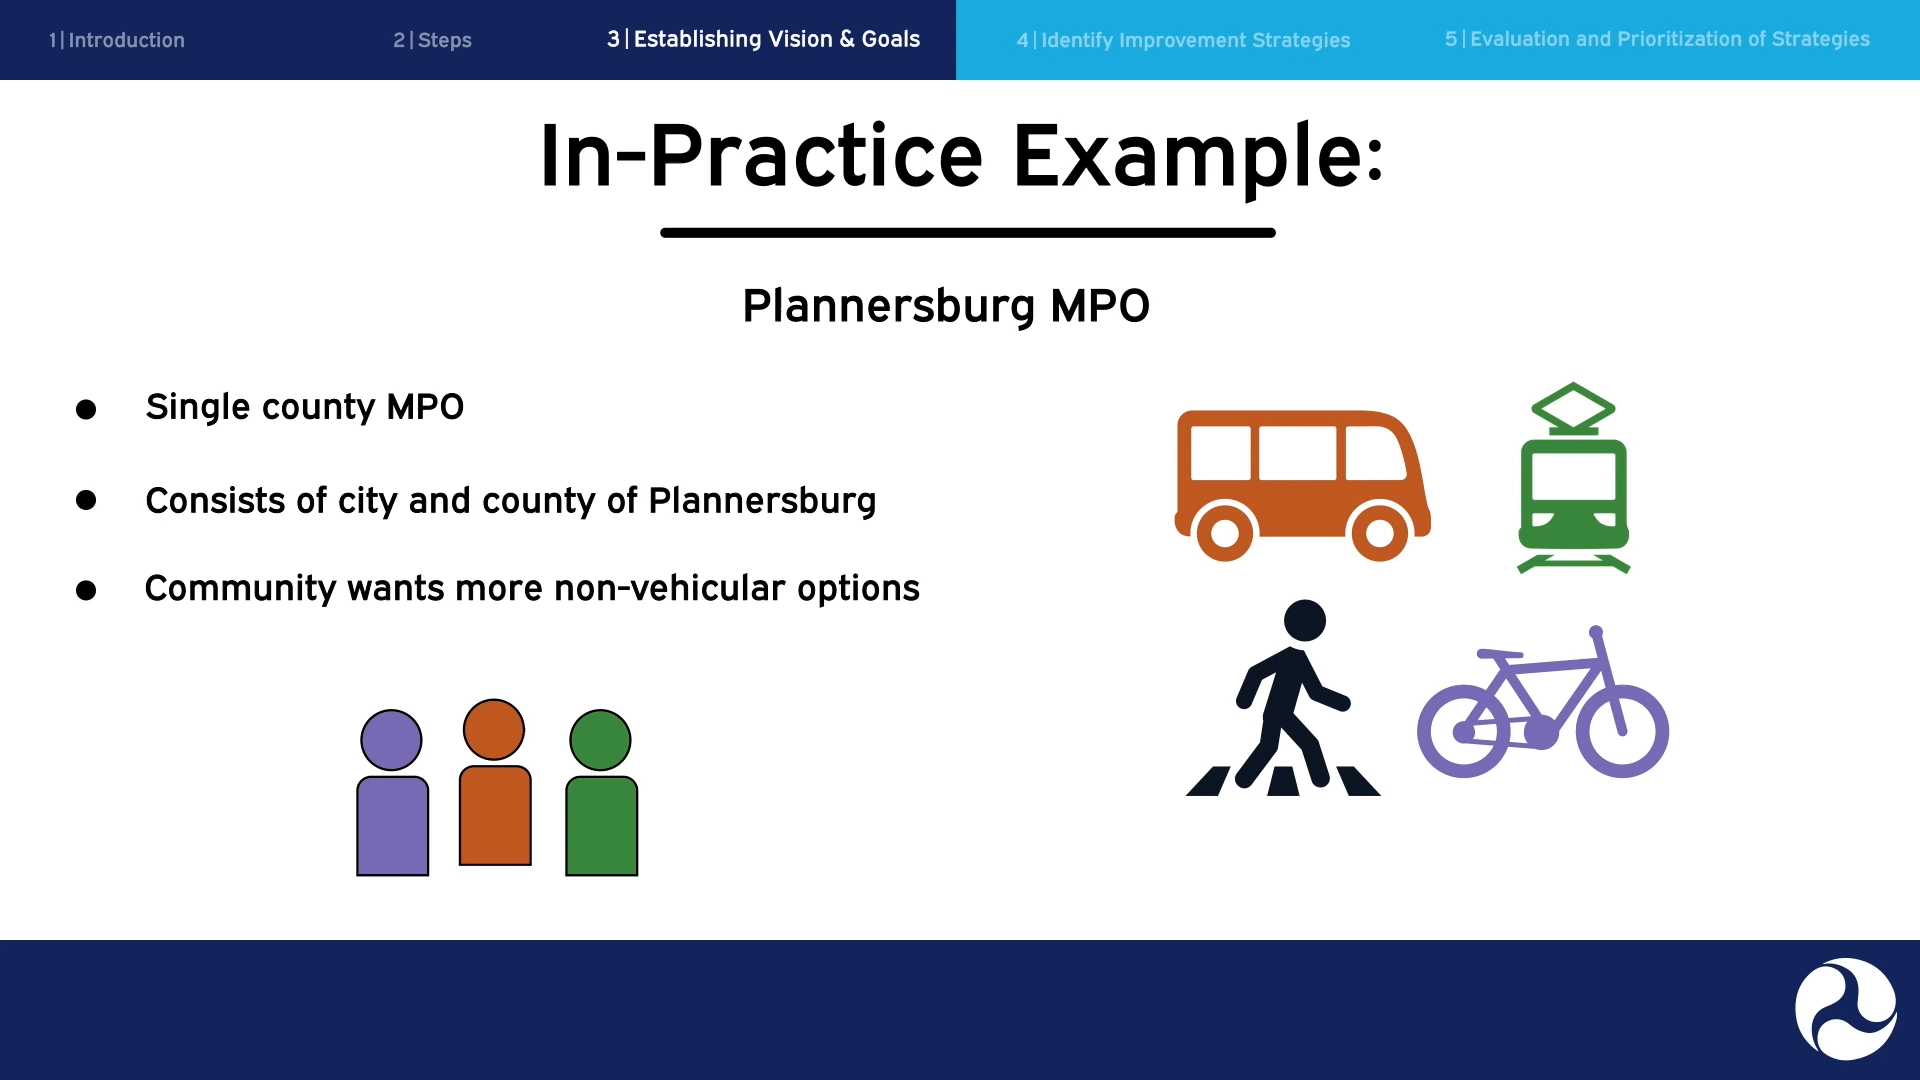 1|Introduction
2|Steps
3|Establishing Vision & Goals
4|Identify Improvement Strategies
5|Evaluation and Prioritization of Strategies
In-Practice Example:
Plannersburg MPO
● Single county MPO
● Consists of city and county of Plannersburg
● Community wants more non-vehicular options